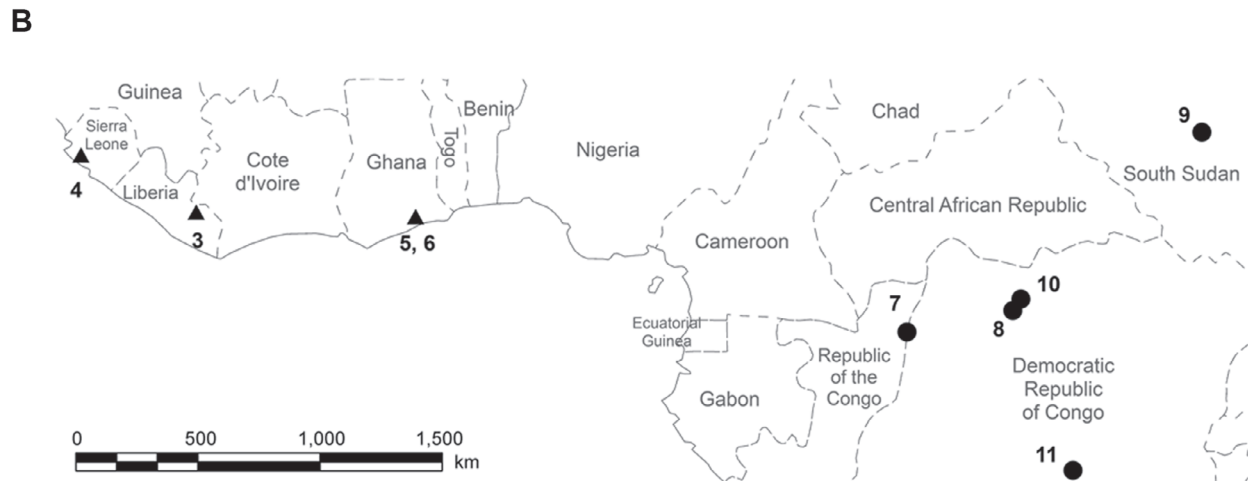 B
Guinea
Sierra
Leone
4
Liberia
3
Cote
d'Ivoire
Ghana
5, 6
Togo
Benin
Nigeria
Cameroon
Chad
Central African Republic
9
South Sudan
Ecuatorial
Guinea
Gabon
7
Republic
of the
Congo
10
8
Democratic
Republic
of Congo
11
0 500 1,000 1,500
km